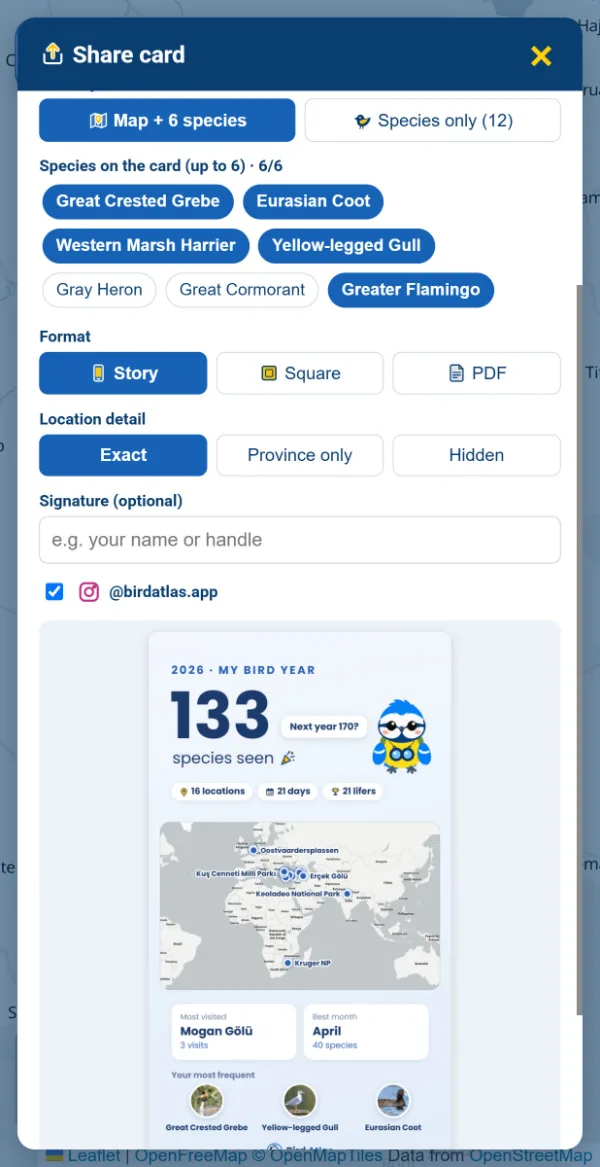 Share card
Map + 6 species
Species only (12)
Species on the card (up to 6) · 6/6
Great Crested Grebe
Eurasian Coot
Western Marsh Harrier
Yellow-legged Gull
Gray Heron
Great Cormorant
Greater Flamingo
Format
Story
Square
PDF
Location detail
Exact
Province only
Hidden
Signature (optional)
e.g. your name or handle
@birdatlas.app
2026 · MY BIRD YEAR
133
Next year 170?
species seen
16 locations
21 days
21 lifers
Oostvaardersplassen
Kuş Cenneti Milli Parkı
Erçek Gölü
Keoladeo National Park
Kruger NP
Brazil
China
Australia
Most visited
Mogan Gölü
3 visits
Best month
April
40 species
Your most frequent
Great Crested Grebe
Yellow-legged Gull
Eurasian Coot
Leaflet | OpenFreeMap © OpenMapTiles Data from OpenStreetMap